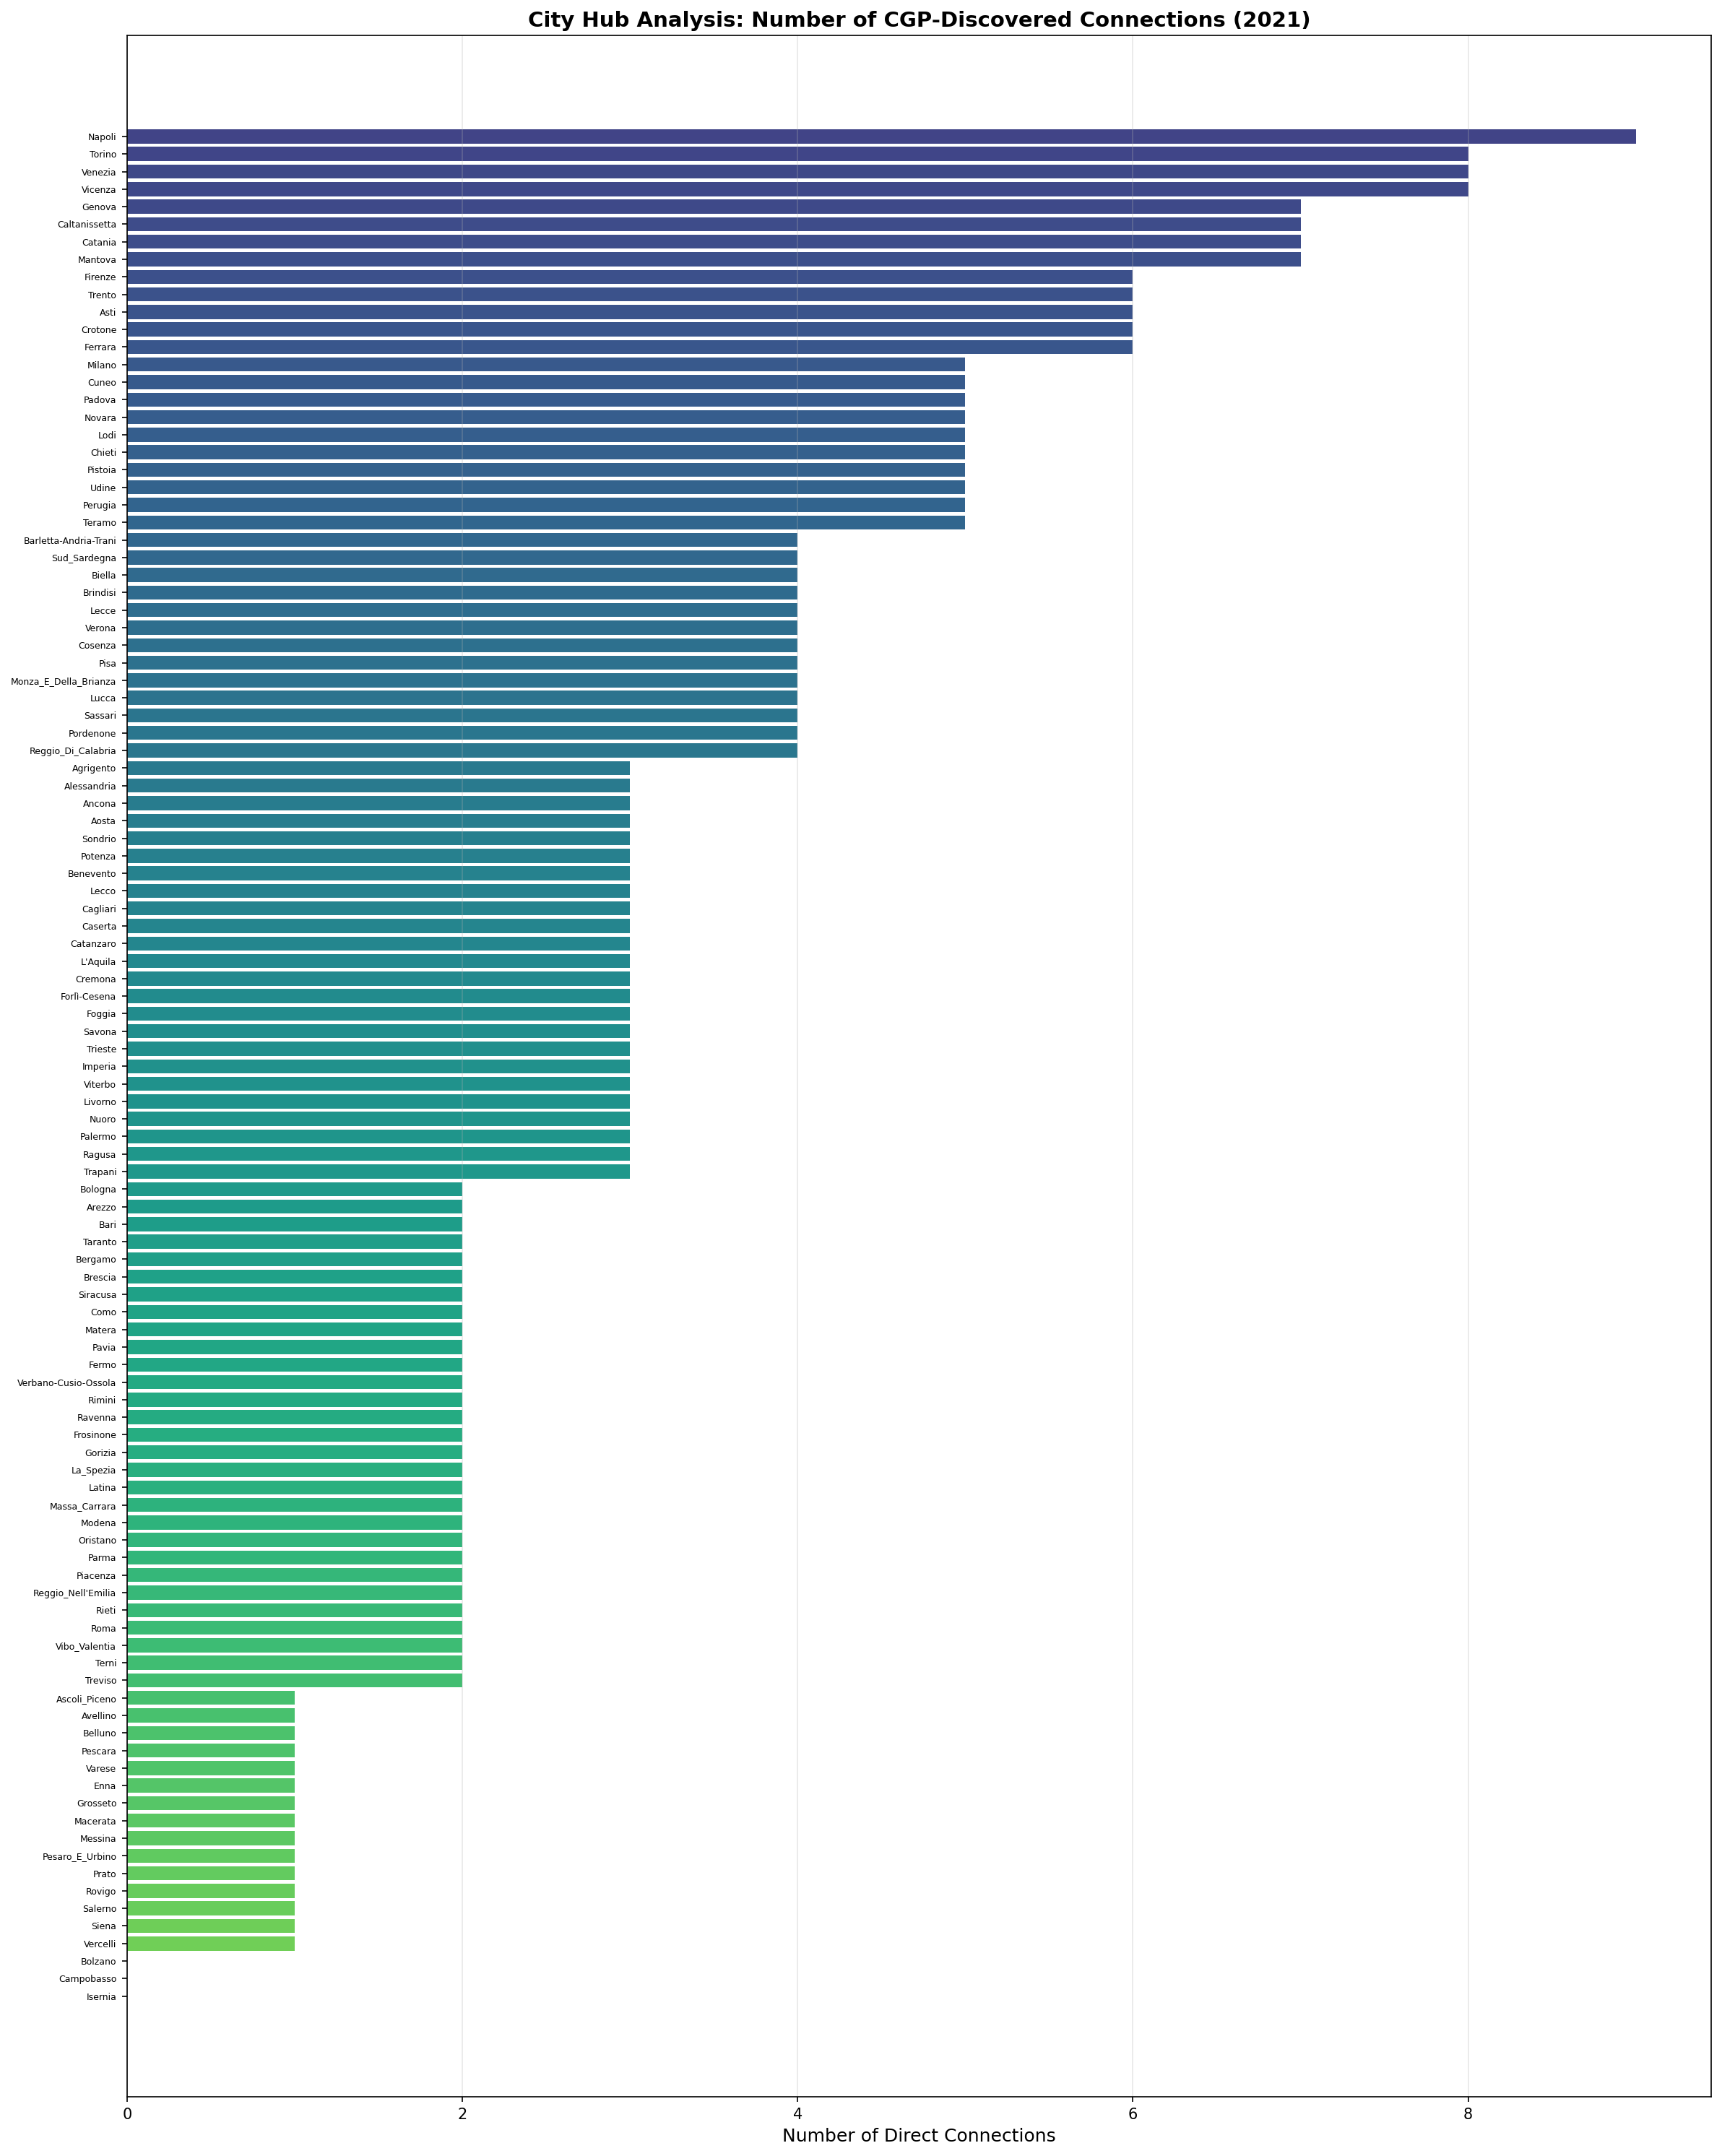 City Hub Analysis: Number of CGP-Discovered Connections (2021)
Napoli
Torino
Venezia
Vicenza
Genova
Caltanissetta
Catania
Mantova
Firenze
Trento
Asti
Crotone
Ferrara
Milano
Cuneo
Padova
Novara
Lodi
Chieti
Pistoia
Udine
Perugia
Teramo
Barletta-Andria-Trani
Sud_Sardegna
Biella
Brindisi
Lecce
Verona
Cosenza
Pisa
Monza_E_Della_Brianza
Lucca
Sassari
Pordenone
Reggio_Di_Calabria
Agrigento
Alessandria
Ancona
Aosta
Sondrio
Potenza
Benevento
Lecco
Cagliari
Caserta
Catanzaro
L'Aquila
Cremona
Forlì-Cesena
Foggia
Savona
Trieste
Imperia
Viterbo
Livorno
Nuoro
Palermo
Ragusa
Trapani
Bologna
Arezzo
Bari
Taranto
Bergamo
Brescia
Siracusa
Como
Matera
Pavia
Fermo
Verbano-Cusio-Ossola
Rimini
Ravenna
Frosinone
Gorizia
La_Spezia
Latina
Massa_Carrara
Modena
Oristano
Parma
Piacenza
Reggio_Nell'Emilia
Rieti
Roma
Vibo_Valentia
Terni
Treviso
Ascoli_Piceno
Avellino
Belluno
Pescara
Varese
Enna
Grosseto
Macerata
Messina
Pesaro_E_Urbino
Prato
Rovigo
Salerno
Siena
Vercelli
Bolzano
Campobasso
Isernia
0 2 4 6 8
Number of Direct Connections